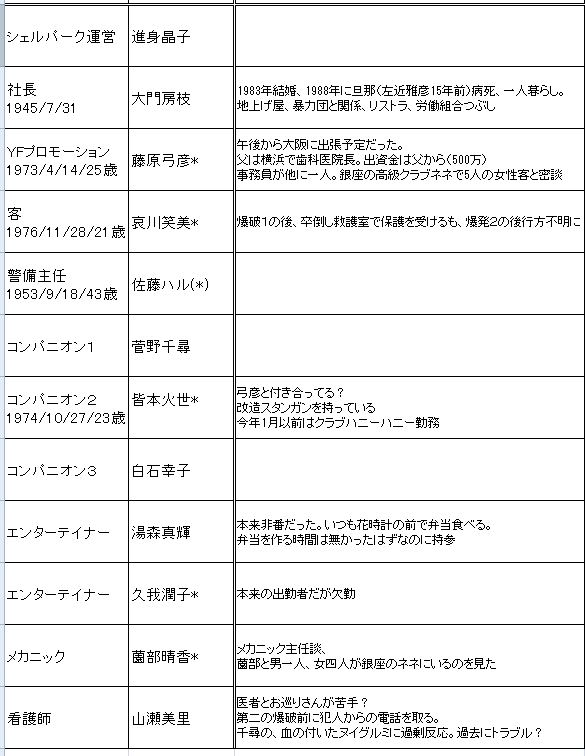 シェルパーク運営 進身晶子
社長
1945/7/31
大門房枝
1983年結婚、1988年に旦那（左近雅彦15年前）病死、一人暮らし。
地上げ屋、暴力団と関係、リストラ、労働組合つぶし
YFプロモーション
1973/4/14/25歳
藤原弓彦*
午後から大阪に出張予定だった。
父は横浜で歯科医院長。出資金は父から（500万）
事務員が他に一人。銀座の高級クラブネネで5人の女性客と密談
客
1976/11/28/21歳
哀川笑美*
爆破1の後、卒倒し救護室で保護を受けるも、爆発2の後行方不明に
警備主任
1953/9/18/43歳
佐藤ハル(*)
コンパニオン1 菅野千尋
コンパニオン2
1974/10/27/23歳
皆本火世*
弓彦と付き合ってる？
改造スタンガンを持っている
今年1月以前はクラブハニーハニー勤務
コンパニオン3 白石幸子
エンターテイナー 湯森真輝
本来非番だった。いつも花時計の前で弁当食べる。
弁当を作る時間は無かったはずなのに持参
エンターテイナー 久我潤子*
本来の出勤者だが欠勤
メカニック 薗部晴香*
メカニック主任談、
薗部と男一人、女四人が銀座のネネにいるのを見た
看護師 山瀬美里
医者とお巡りさんが苦手？
第二の爆破前に犯人からの電話を取る。
千尋の、血の付いたヌイグルミに過剰反応。過去にトラブル？